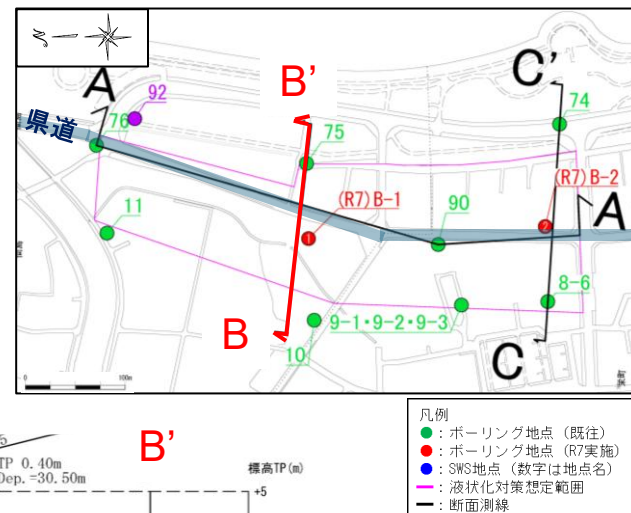 A
92
76
県道
11
B'
75
(R7)B-1
1
90
C'
74
(R7)B-2
2
A
8-6
9-1・9-2・9-3
B
10
C
0
100m
凡例
：ボーリング地点（既往）
：ボーリング地点（R7実施）
：SWS地点（数字は地点名）
：液状化対策想定範囲
：断面測線
5
TP 0.40m
Dep.=30.50m
B'
標高TP(m)
+5